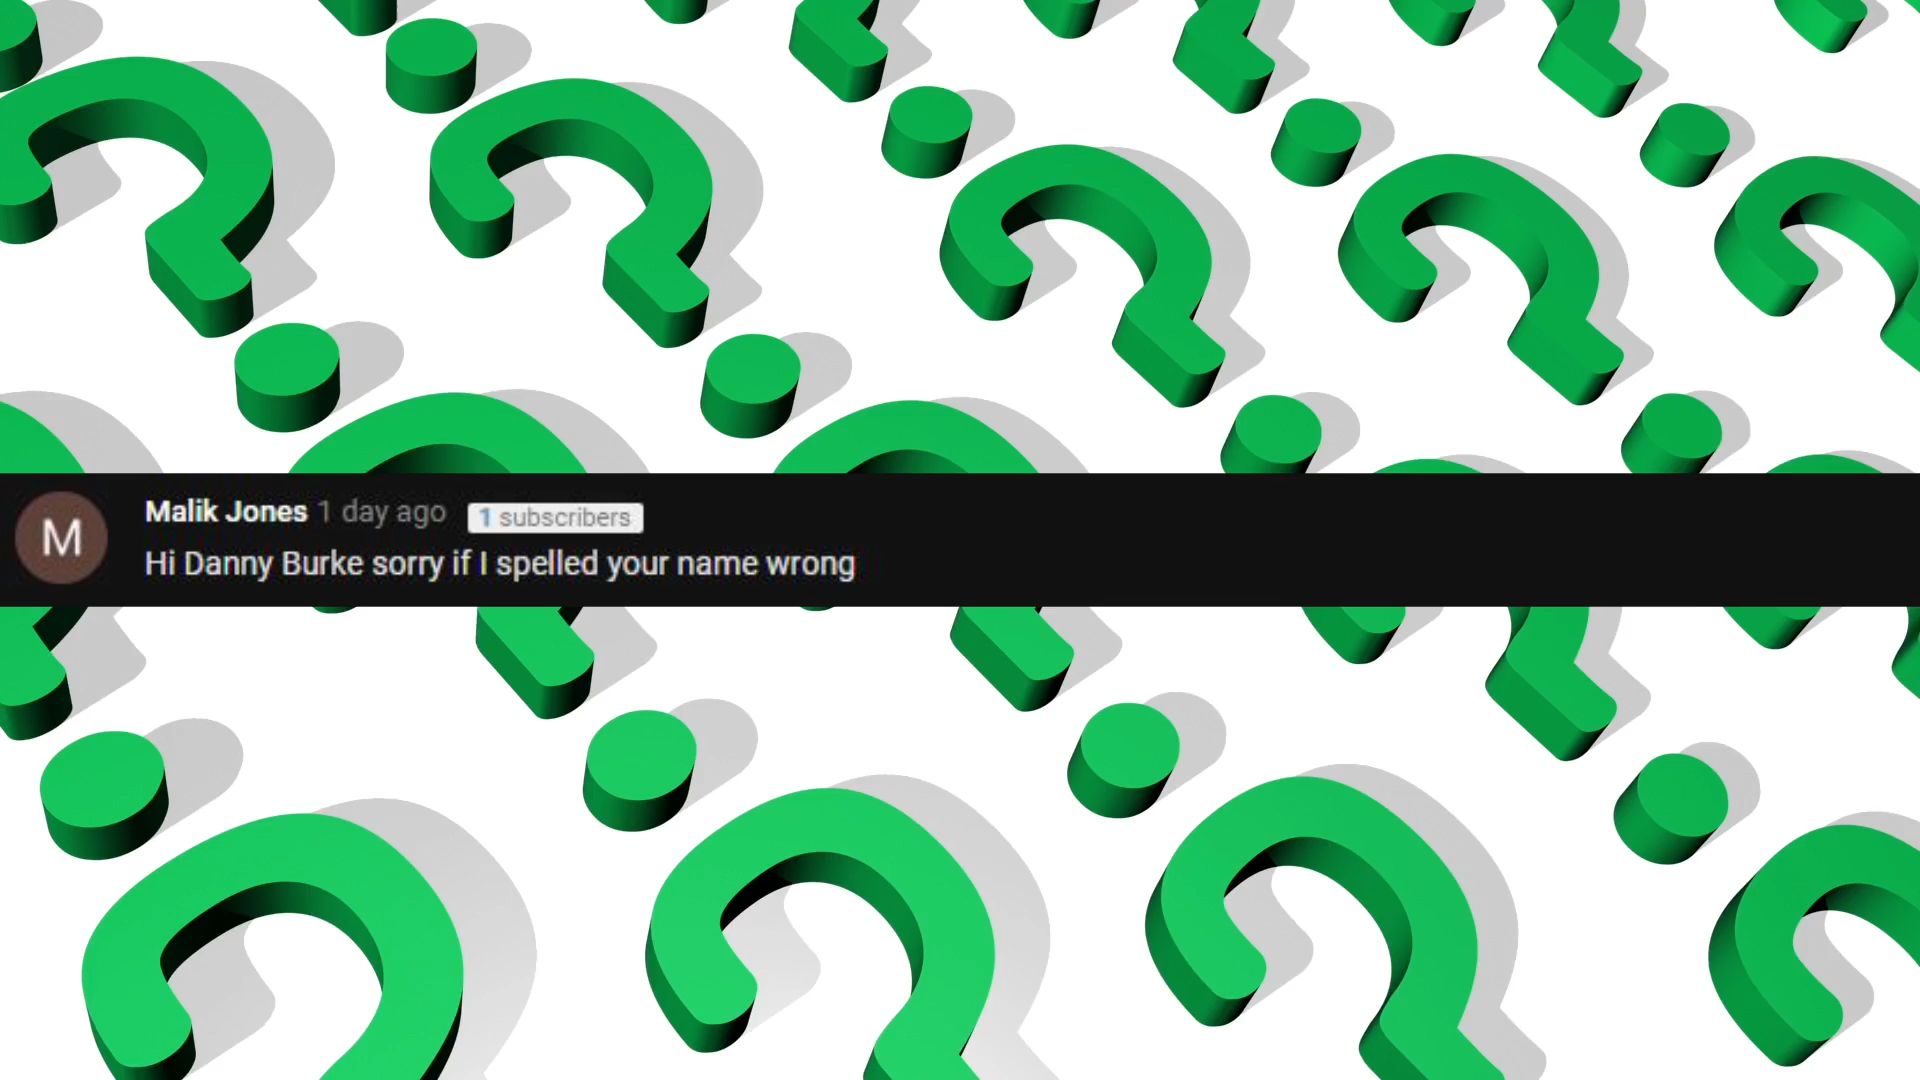 M
Malik Jones 1 day ago 1 subscribers
Hi Danny Burke sorry if I spelled your name wrong